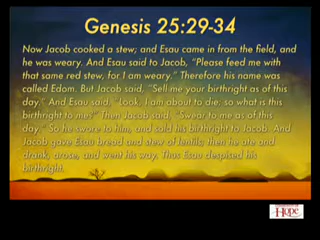 Genesis 25:29-34
Now Jacob cooked a stew; and Esau came in from the field, and
he was weary. And Esau said to Jacob, “Please feed me with
that same red stew, for I am weary.” Therefore his name was
called Edom. But Jacob said, “Sell me your birthright as of this
day.” And Esau said, “Look, I am about to die; so what is this
birthright to me?” Then Jacob said, “Swear to me as of this
day.” So he swore to him, and sold his birthright to Jacob. And
Jacob gave Esau bread and stew of lentils; then he ate and
drank, arose, and went his way. Thus Esau despised his
birthright.
Hope